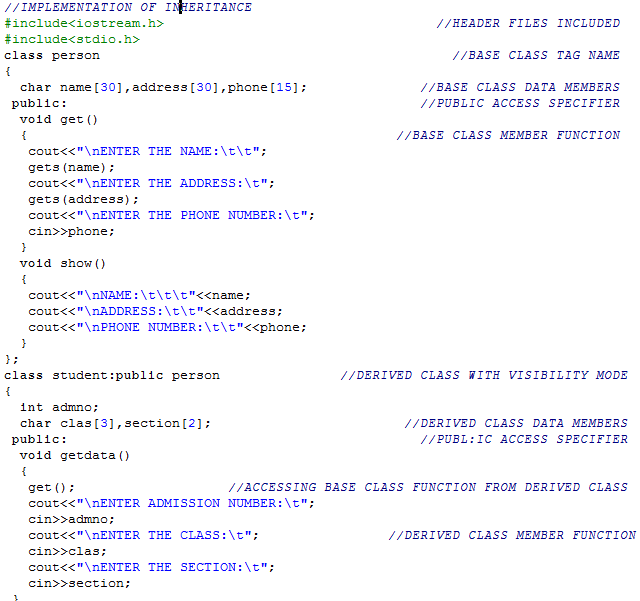 //IMPLEMENTATION OF INHERITANCE
#include<iostream.h> //HEADER FILES INCLUDED
#include<stdio.h>
class person //BASE CLASS TAG NAME
{
char name[30],address[30],phone[15]; //BASE CLASS DATA MEMBERS
public: //PUBLIC ACCESS SPECIFIER
void get()
{ //BASE CLASS MEMBER FUNCTION
cout<<"\nENTER THE NAME:\t\t";
gets(name);
cout<<"\nENTER THE ADDRESS:\t";
gets(address);
cout<<"\nENTER THE PHONE NUMBER:\t";
cin>>phone;
}
void show()
{
cout<<"\nNAME:\t\t\t"<<name;
cout<<"\nADDRESS:\t\t"<<address;
cout<<"\nPHONE NUMBER:\t\t"<<phone;
}
};
class student:public person //DERIVED CLASS WITH VISIBILITY MODE
{
int admno;
char clas[3],section[2]; //DERIVED CLASS DATA MEMBERS
public: //PUBL:IC ACCESS SPECIFIER
void getdata()
{
get(); //ACCESSING BASE CLASS FUNCTION FROM DERIVED CLASS
cout<<"\nENTER ADMISSION NUMBER:\t";
cin>>admno;
cout<<"\nENTER THE CLASS:\t"; //DERIVED CLASS MEMBER FUNCTION
cin>>clas;
cout<<"\nENTER THE SECTION:\t";
cin>>section;
}